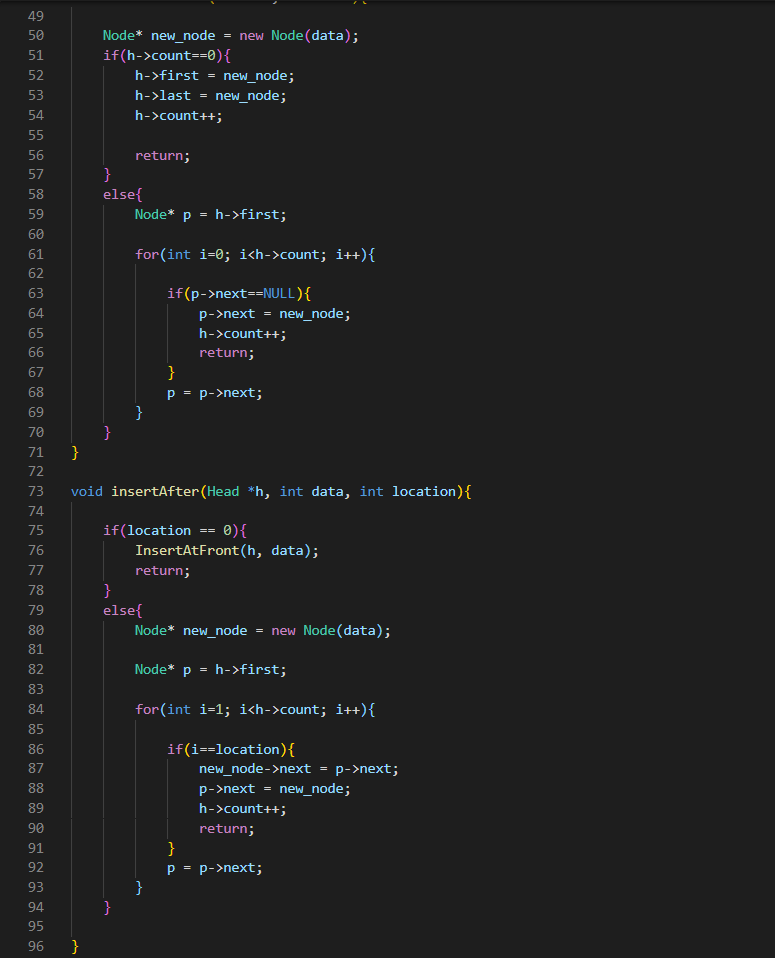 49
50 Node* new_node = new Node(data);
51 if(h->count==0){
52 h->first = new_node;
53 h->last = new_node;
54 h->count++;
55
56 return;
57 }
58 else{
59 Node* p = h->first;
60
61 for(int i=0; i<h->count; i++){
62
63 if(p->next==NULL){
64 p->next = new_node;
65 h->count++;
66 return;
67 }
68 p = p->next;
69 }
70 }
71 }
72
73 void insertAfter(Head *h, int data, int location){
74
75 if(location == 0){
76 InsertAtFront(h, data);
77 return;
78 }
79 else{
80 Node* new_node = new Node(data);
81
82 Node* p = h->first;
83
84 for(int i=1; i<h->count; i++){
85
86 if(i==location){
87 new_node->next = p->next;
88 p->next = new_node;
89 h->count++;
90 return;
91 }
92 p = p->next;
93 }
94 }
95
96 }